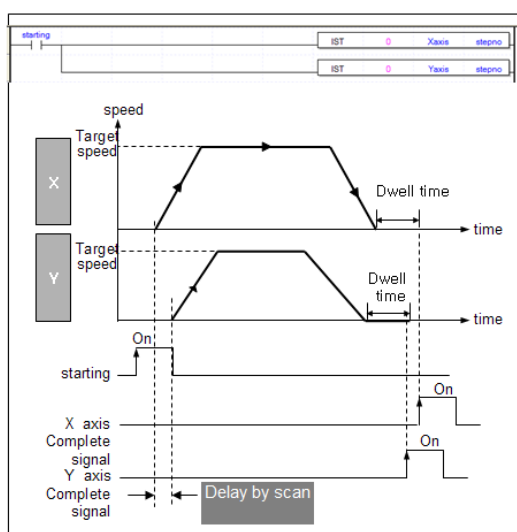 starting
IST 0 Xaxis stepno
IST 0 Yaxis stepno
speed
Target
speed
X
Dwell time
time
Target
speed
Y
Dwell
time
time
On
starting
On
X axis
Complete
signal
On
Y axis
Complete
signal
Delay by scan